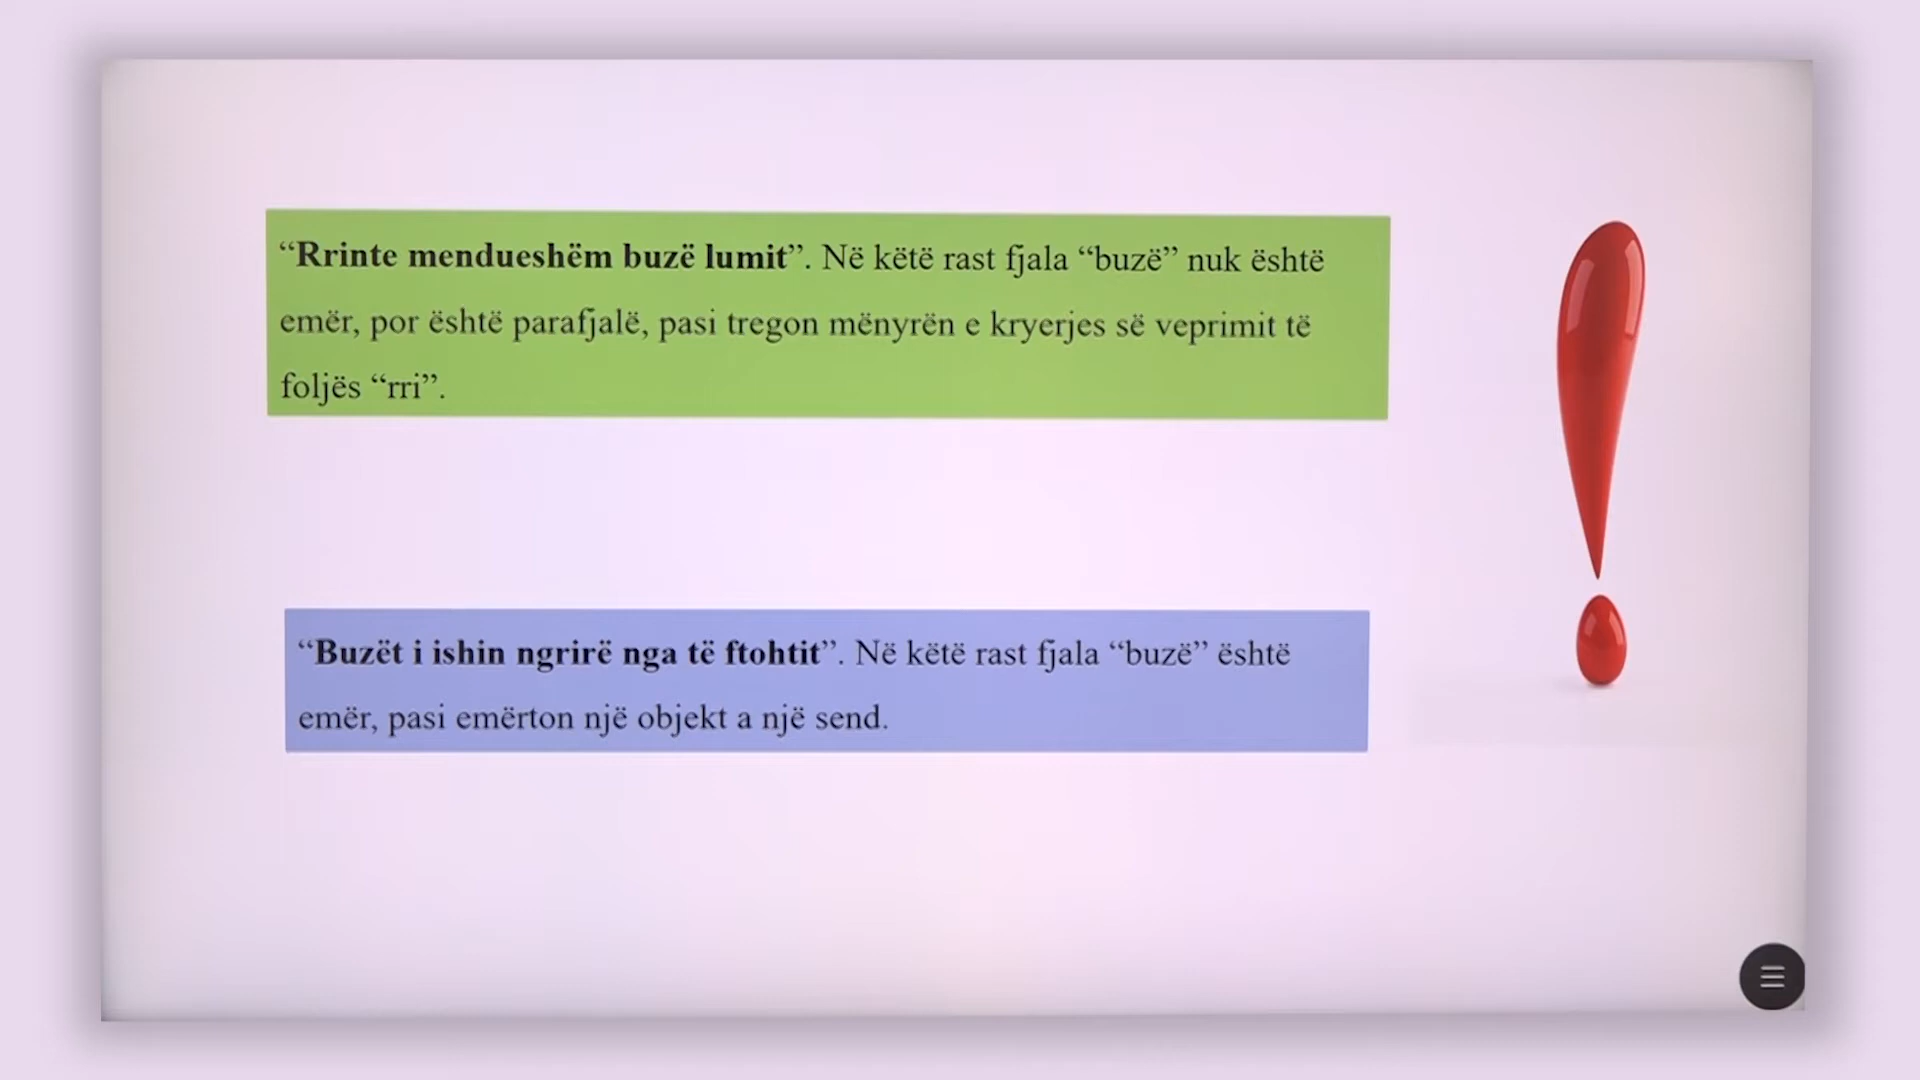 “Rrinte mendueshëm buzë lumit”. Në këtë rast fjala “buzë” nuk është
emër, por është parafjalë, pasi tregon mënyrën e kryerjes së veprimit të
foljës “rri”.
“Buzët i ishin ngrirë nga të ftohtit”. Në këtë rast fjala “buzë” është
emër, pasi emërton një objekt a një send.